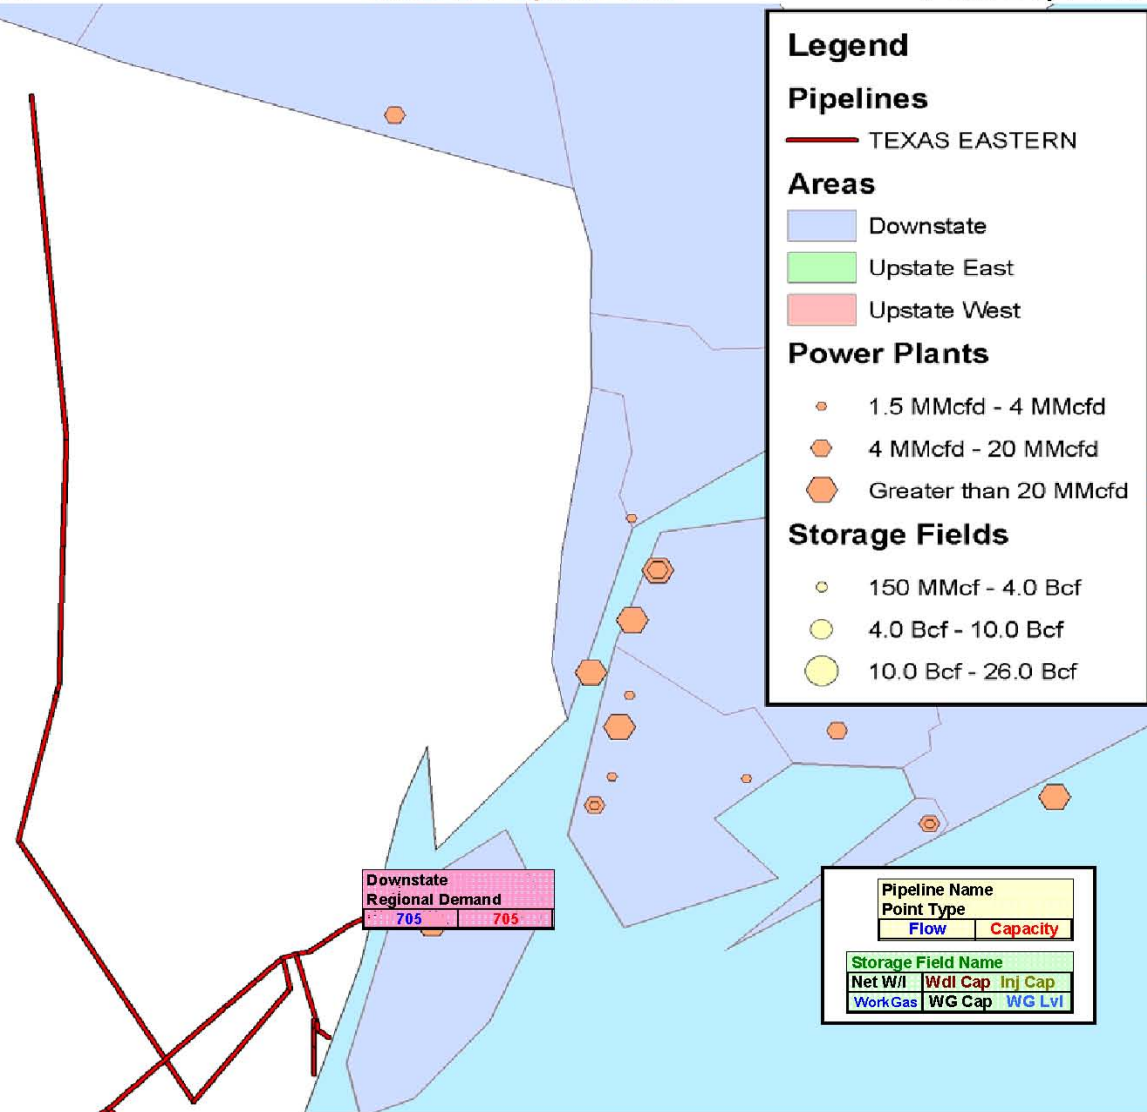 Legend
Pipelines
TEXAS EASTERN
Areas
Downstate
Upstate East
Upstate West
Power Plants
1.5 MMcfd - 4 MMcfd
4 MMcfd - 20 MMcfd
Greater than 20 MMcfd
Storage Fields
150 MMcf - 4.0 Bcf
4.0 Bcf - 10.0 Bcf
10.0 Bcf - 26.0 Bcf
Downstate
Regional Demand
705 705
Pipeline Name
Point Type
Flow Capacity
Storage Field Name
Net W/I Wdl Cap Inj Cap
WorkGas WG Cap WG Lvl